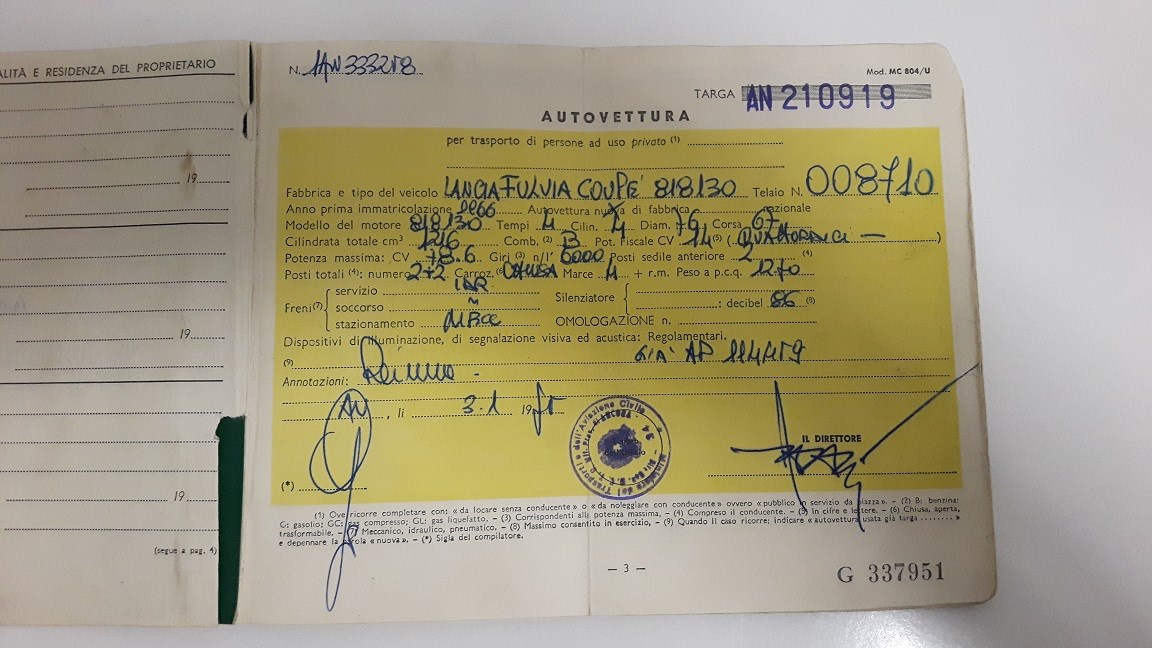 ALITÀ E RESIDENZA DEL PROPRIETARIO
19
19
19
(segue a pag. 4)
N. AN 333258
Mod. MC 804/U
TARGA AN 210919
AUTOVETTURA
per trasporto di persone ad uso privato (1)
Fabbrica e tipo del veicolo LANCIA FULVIA COUPE' 818130 Telaio N. 008710
Anno prima immatricolazione 1966 Autovettura nuova di fabbrica nazionale
Modello del motore 818130 Tempi 4 Cilin. 4 Diam. 76 Corsa 67
Cilindrata totale cm³ 1216 Comb. (2) B Pot. Fiscale CV 14 (5) ( QUATTORDICI — )
Potenza massima: CV 78.6 Giri (3) n/1' 6000 Posti sedile anteriore 2 (4)
Posti totali (4): numero 2+2 Carroz. (6) CHIUSA Marce 4 + r.m. Peso a p.c.q. 1270
Freni (7) servizio IDR Silenziatore
soccorso : decibel 86 (8)
stazionamento MECC OMOLOGAZIONE n.
Dispositivi di illuminazione, di segnalazione visiva ed acustica: Regolamentari.
(9) GIA' AP 114459
Annotazioni:
AN, li 3.1 19
IL DIRETTORE
(*)
(1) Ove ricorre completare con: «da locare senza conducente» o «da noleggiare con conducente» ovvero «pubblico in servizio da piazza». - (2) B: benzina:
G: gasolio; GC: gas compresso; GL: gas liquefatto. - (3) Corrispondenti alla potenza massima. - (4) Compreso il conducente. - (5) In cifre e lettere. - (6) Chiusa, aperta,
trasformabile. - (7) Meccanico, idraulico, pneumatico. - (8) Massimo consentito in esercizio. - (9) Quando il caso ricorre; indicare «autovettura usata già targa ........»
e depennare la parola «nuova». - (*) Sigla del compilatore.
— 3 —
G 337951